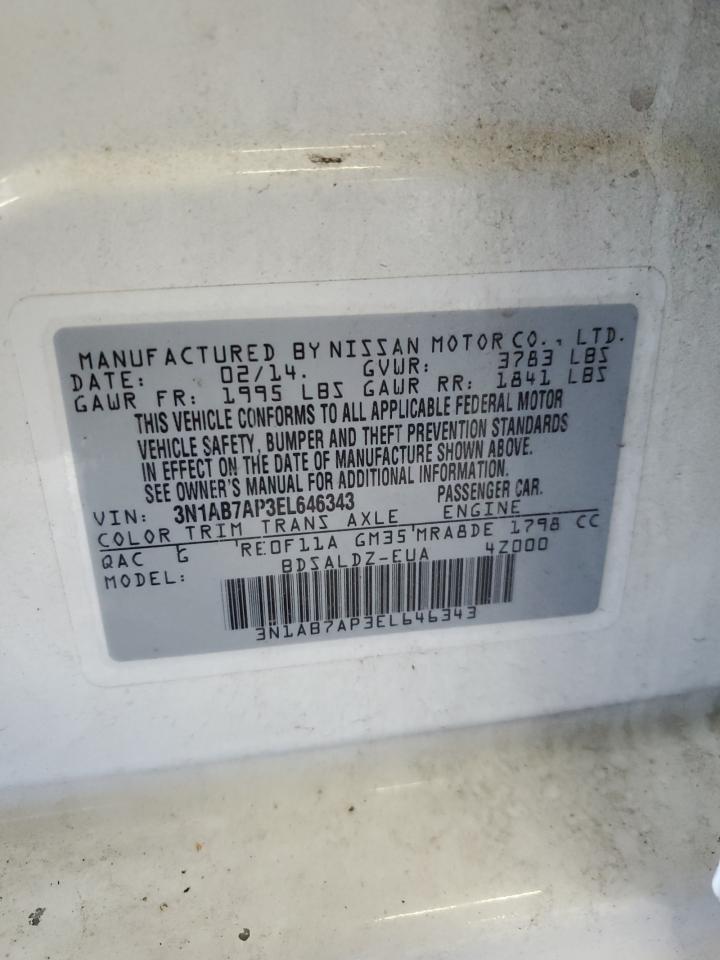 MANUFACTURED BY NISSAN MOTOR CO., LTD.
DATE: 02/14. GVWR: 3783 LBS
GAWR FR: 1995 LBS GAWR RR: 1841 LBS
THIS VEHICLE CONFORMS TO ALL APPLICABLE FEDERAL MOTOR
VEHICLE SAFETY, BUMPER AND THEFT PREVENTION STANDARDS
IN EFFECT ON THE DATE OF MANUFACTURE SHOWN ABOVE.
SEE OWNER'S MANUAL FOR ADDITIONAL INFORMATION.
VIN: 3N1AB7AP3EL646343 PASSENGER CAR.
COLOR TRIM TRANS AXLE ENGINE
QAC G 'RE0F11A GM35'MRA8DE 1798 CC
MODEL: BDSALDZ-EUA 4Z000
3N1AB7AP3EL646343